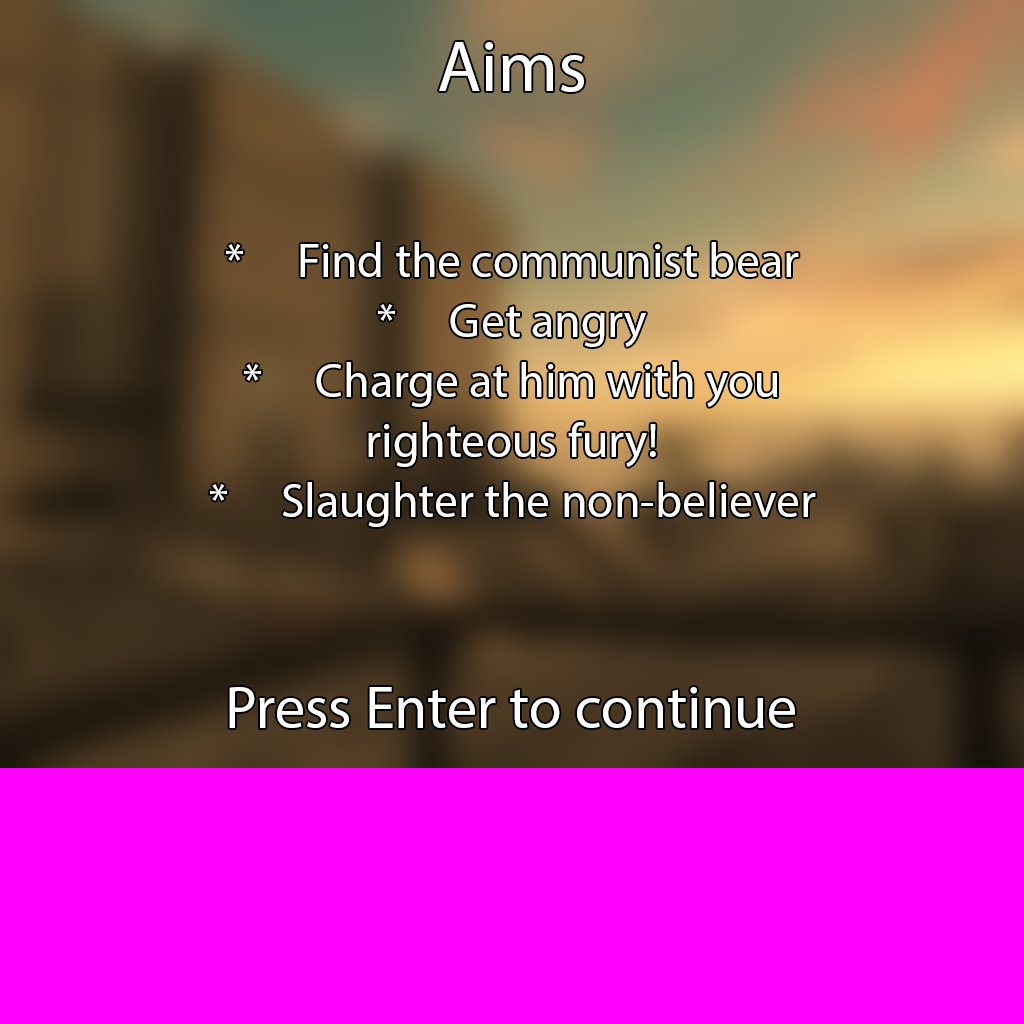 Aims
* Find the communist bear
* Get angry
* Charge at him with you
righteous fury!
* Slaughter the non-believer
Press Enter to continue